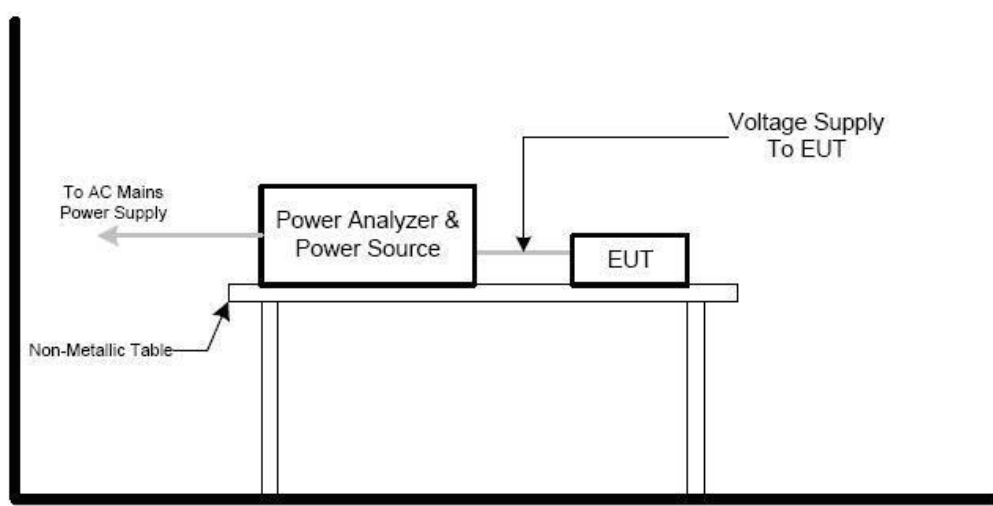 Voltage Supply
To EUT
To AC Mains
Power Supply
Power Analyzer &
Power Source
EUT
Non-Metallic Table